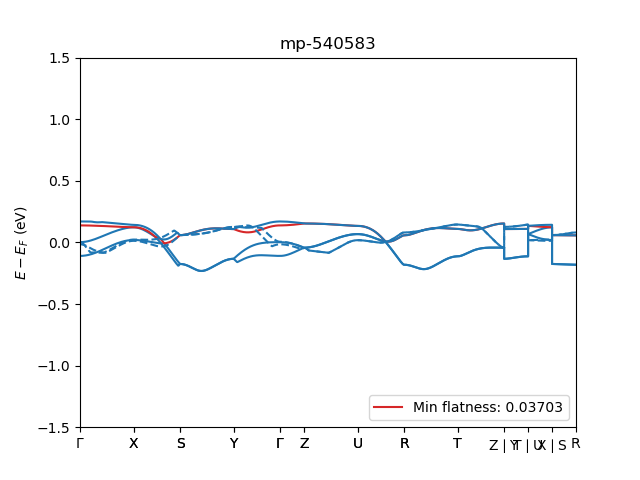 mp-540583
E − E_F (eV)
1.5
1.0
0.5
0.0
−0.5
−1.0
−1.5
Min flatness: 0.03703
Γ X S Y Γ Z U R T Z | Y T | U X | S R